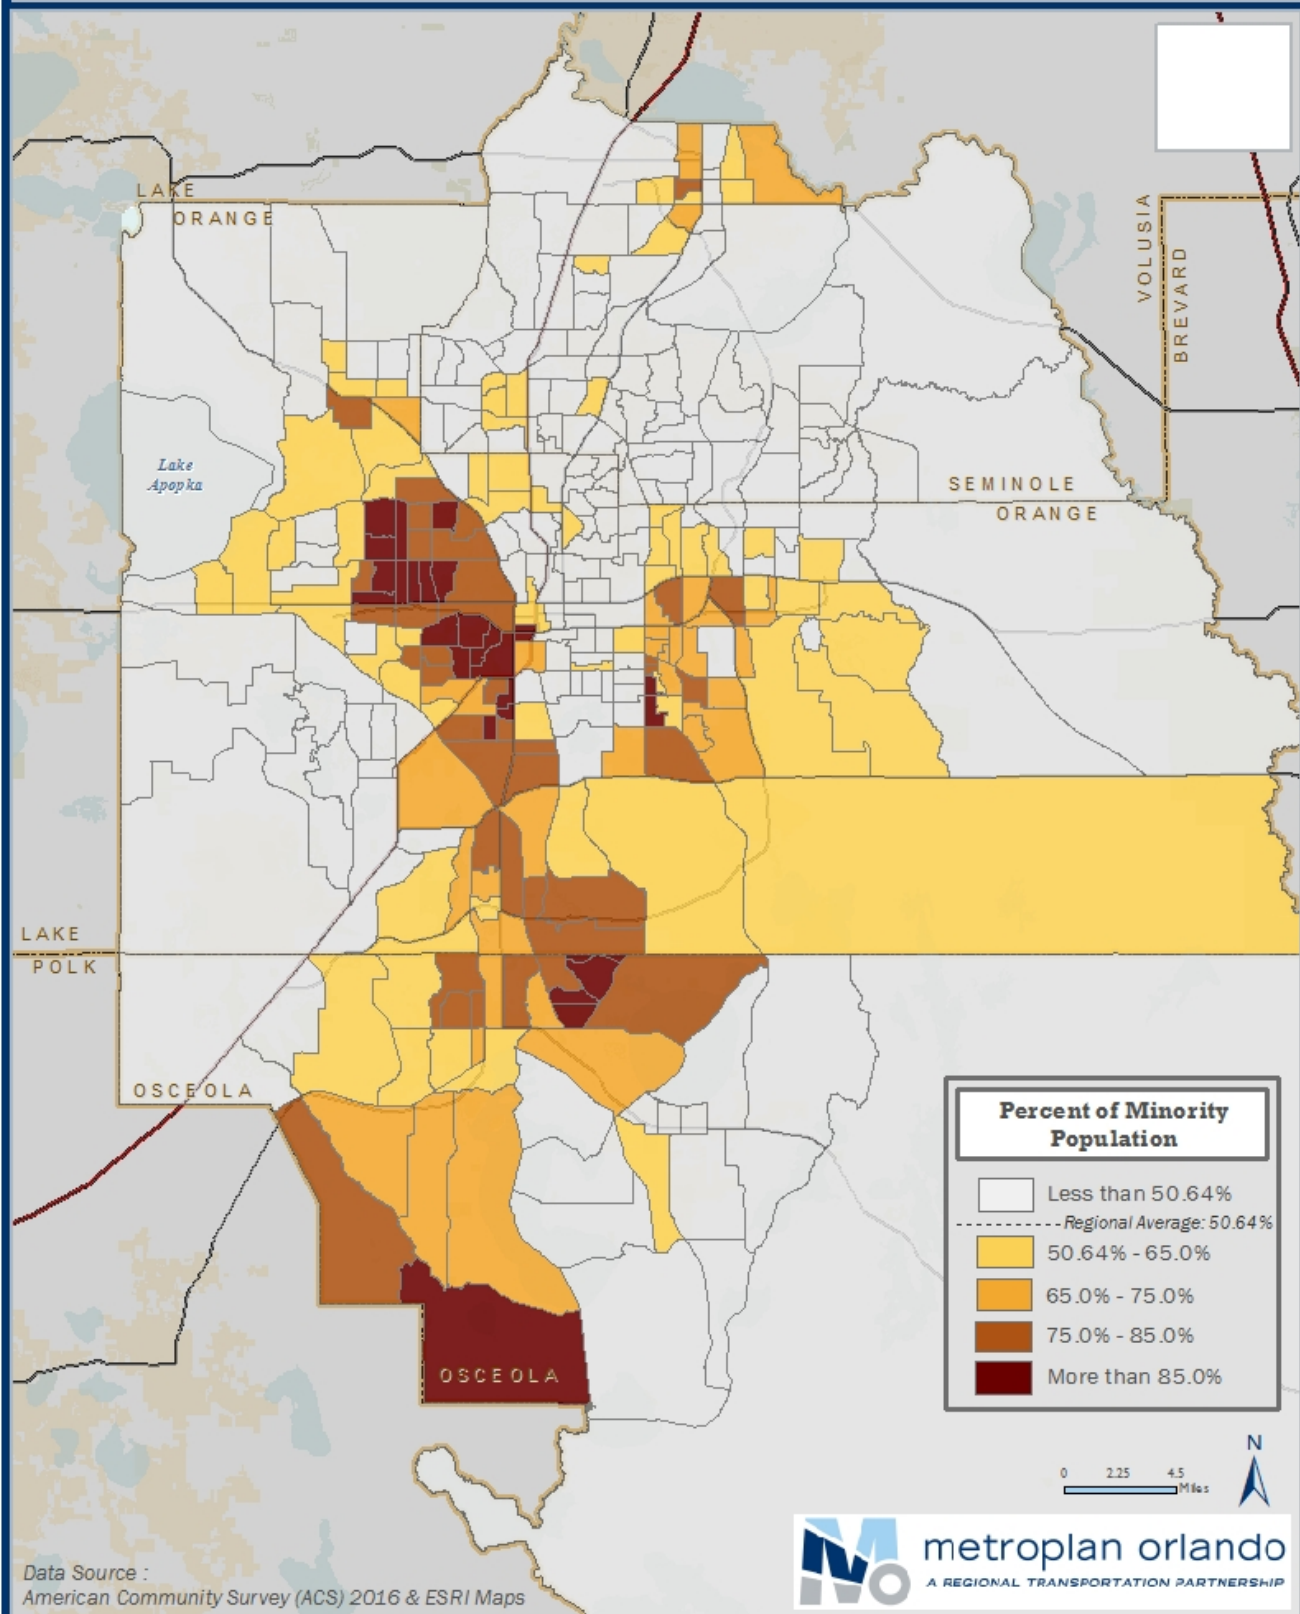 LAKE
ORANGE
VOLUSIA
BREVARD
Lake
Apopka
SEMINOLE
ORANGE
LAKE
POLK
OSCEOLA
OSCEOLA
Percent of Minority
Population
Less than 50.64%
Regional Average: 50.64%
50.64% - 65.0%
65.0% - 75.0%
75.0% - 85.0%
More than 85.0%
N
0 2.25 4.5
Miles
metroplan orlando
A REGIONAL TRANSPORTATION PARTNERSHIP
Data Source :
American Community Survey (ACS) 2016 & ESRI Maps